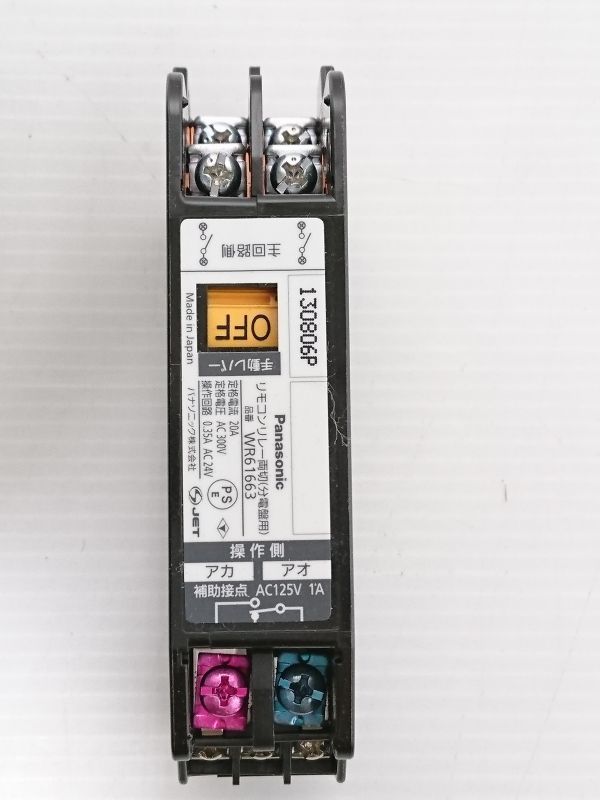 主回路側
130806P
OFF
手動レバー
Made in Japan
Panasonic
リモコンリレー両切(分電盤用)
品番 WR61663
定格電流 20A
定格電圧 AC300V
操作回路 0.35A AC24V
パナソニック株式会社
PS
E
JET
操作側
アカ アオ
補助接点 AC125V 1A